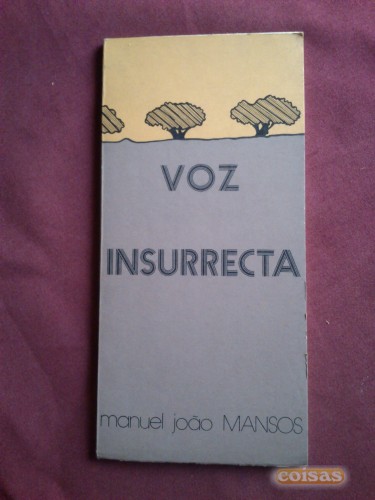 VOZ
INSURRECTA
manuel joão MANSOS
coisas